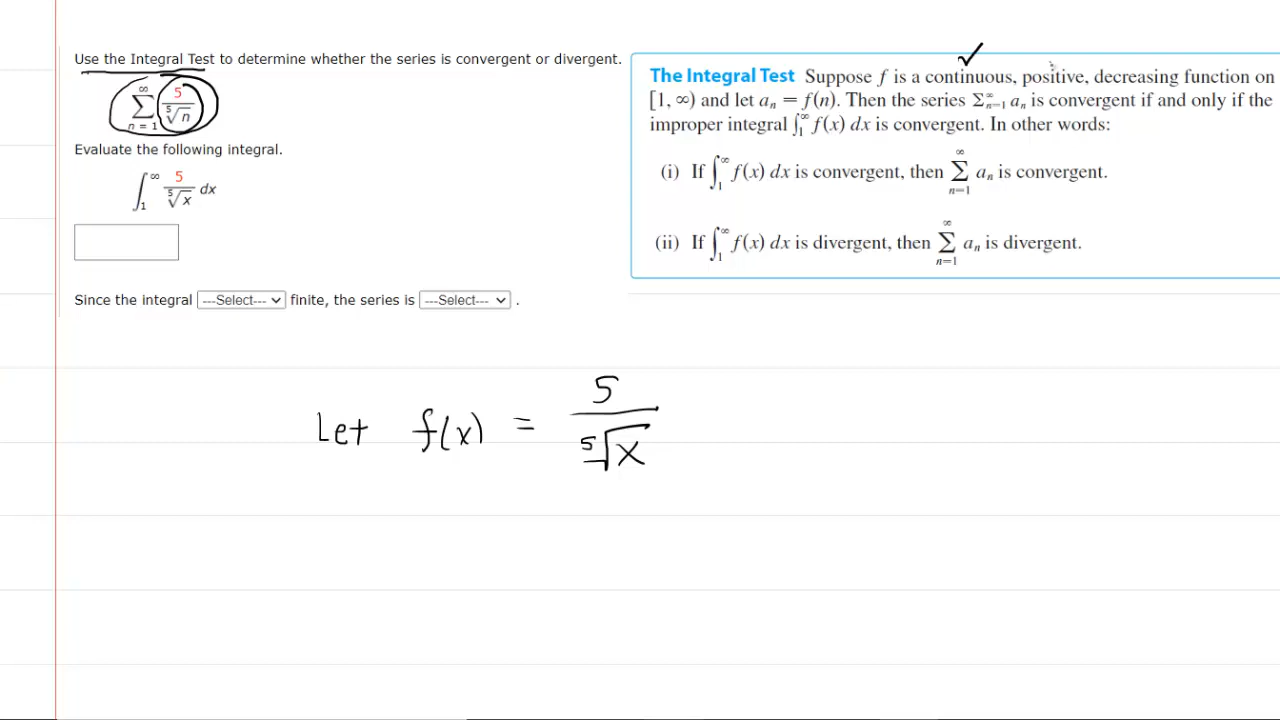 Use the Integral Test to determine whether the series is convergent or divergent.
∞
∑ 5/⁵√n
n = 1
Evaluate the following integral.
∫₁^∞ 5/⁵√x dx
Since the integral ---Select--- finite, the series is ---Select--- .
The Integral Test Suppose f is a continuous, positive, decreasing function on
[1, ∞) and let aₙ = f(n). Then the series Σ∞n=1 aₙ is convergent if and only if the
improper integral ∫₁^∞ f(x) dx is convergent. In other words:
(i) If ∫₁^∞ f(x) dx is convergent, then ∞∑n=1 aₙ is convergent.
(ii) If ∫₁^∞ f(x) dx is divergent, then ∞∑n=1 aₙ is divergent.
Let f(x) = 5/⁵√x